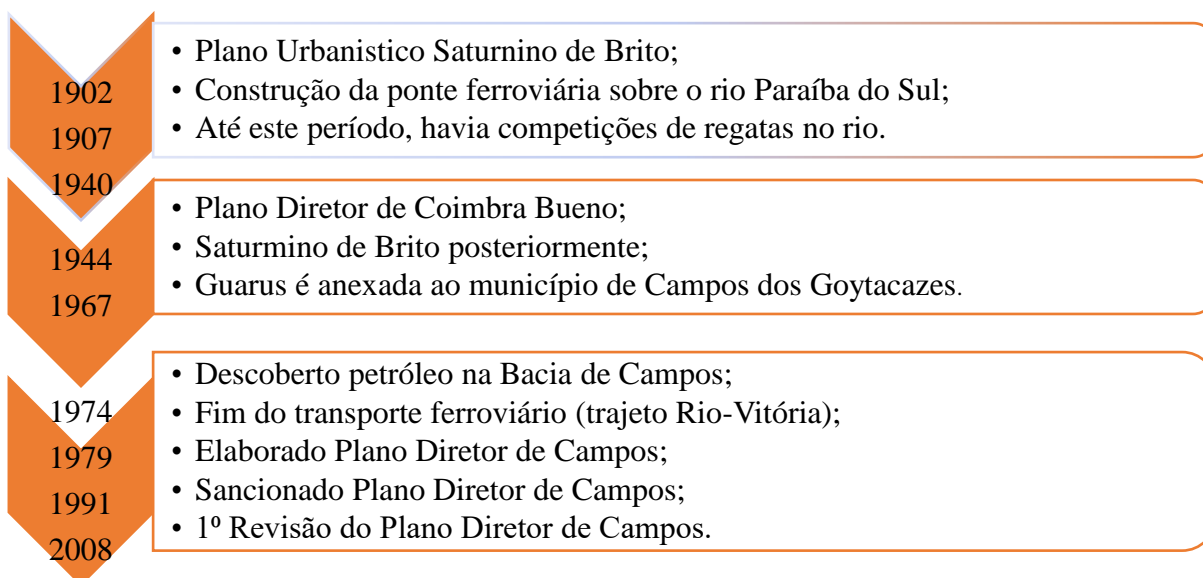 1902
1907
1940
• Plano Urbanistico Saturnino de Brito;
• Construção da ponte ferroviária sobre o rio Paraíba do Sul;
• Até este período, havia competições de regatas no rio.
1944
1967
• Plano Diretor de Coimbra Bueno;
• Saturmino de Brito posteriormente;
• Guarus é anexada ao município de Campos dos Goytacazes.
1974
1979
1991
2008
• Descoberto petróleo na Bacia de Campos;
• Fim do transporte ferroviário (trajeto Rio-Vitória);
• Elaborado Plano Diretor de Campos;
• Sancionado Plano Diretor de Campos;
• 1º Revisão do Plano Diretor de Campos.